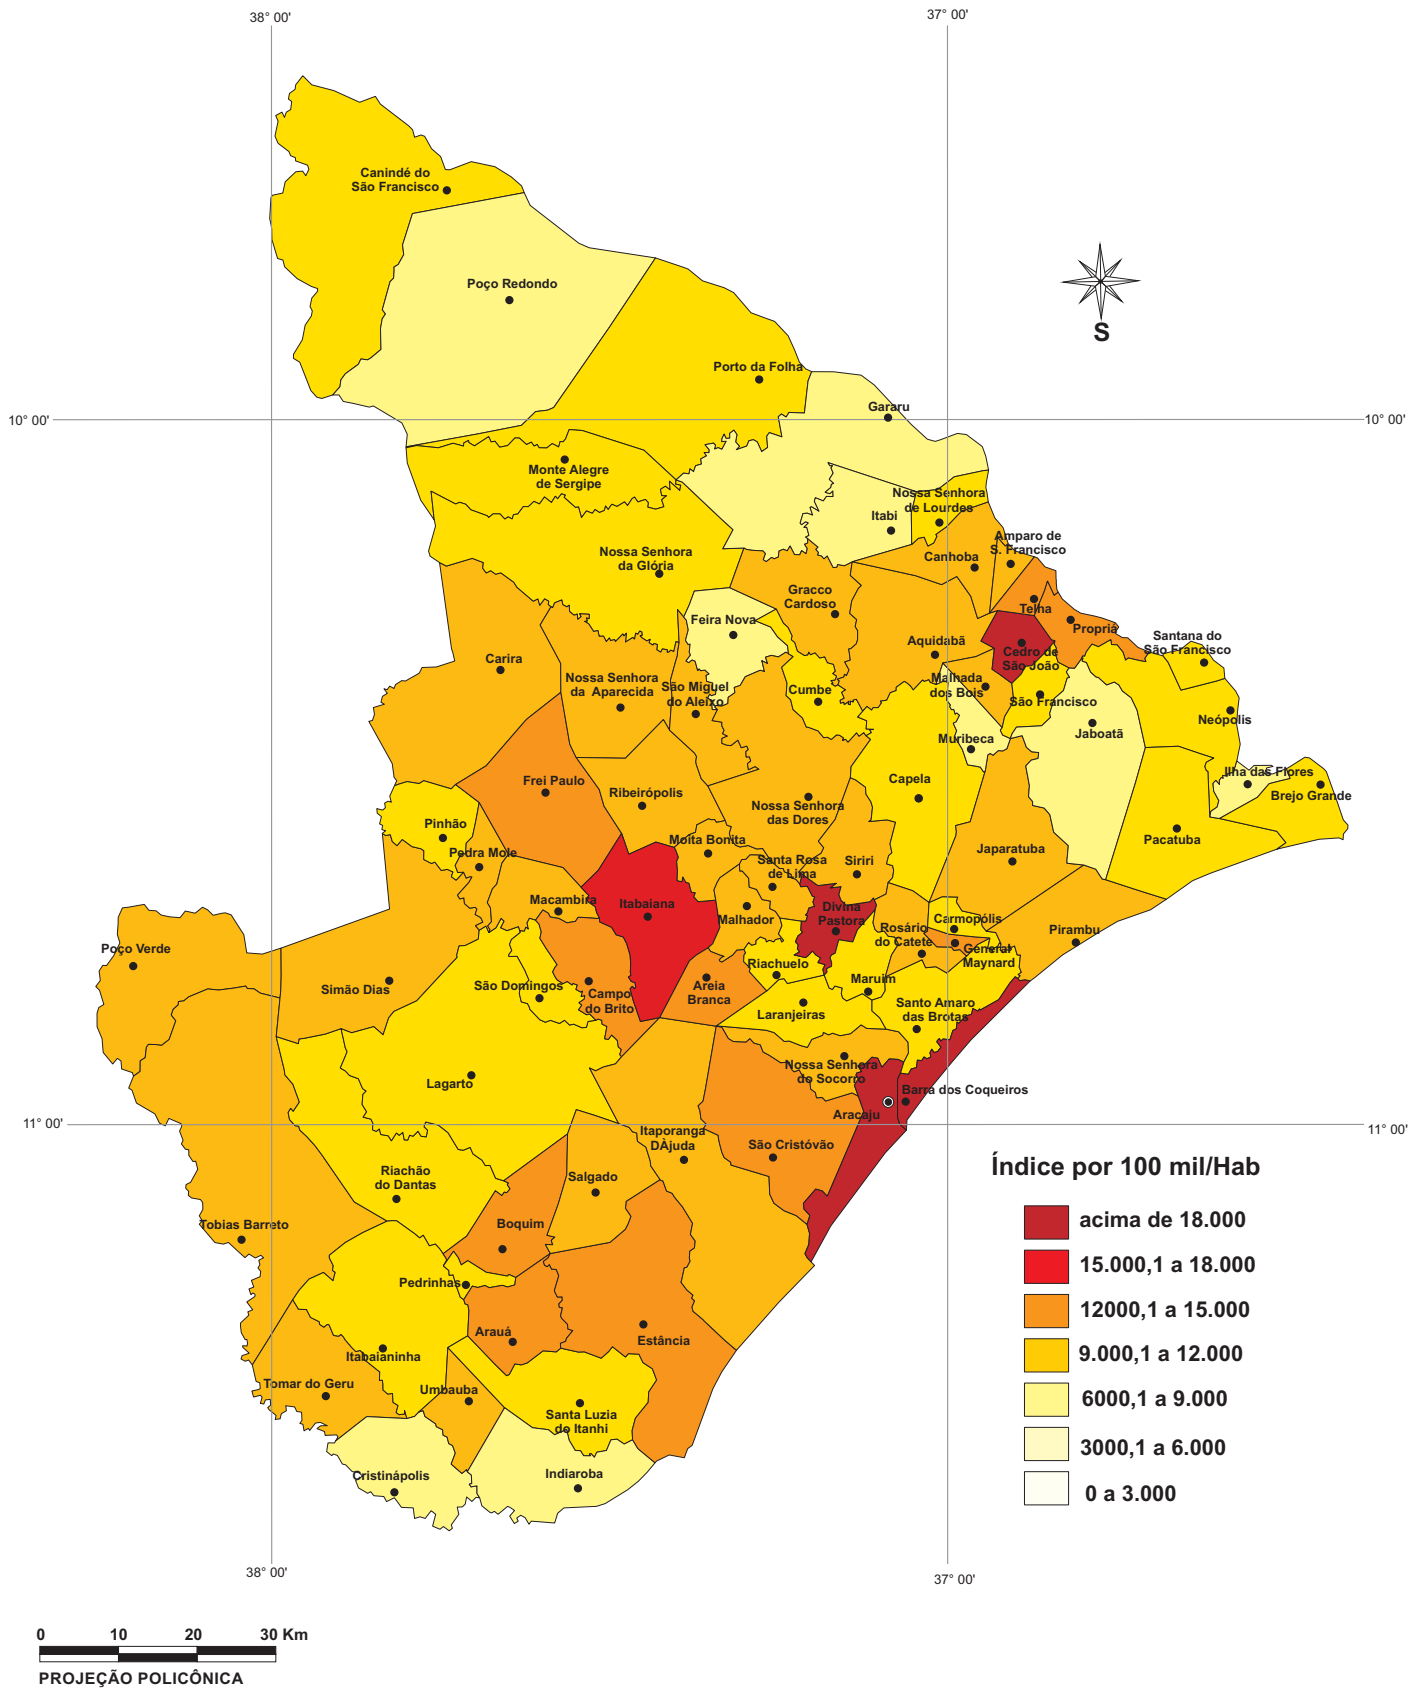 38° 00'
37° 00'
Canindé do
São Francisco
Poço Redondo
S
Porto da Folha
Gararu
10° 00'
10° 00'
Monte Alegre
de Sergipe
Nossa Senhora
de Lourdes
Itabi
Amparo de
S. Francisco
Nossa Senhora
da Glória
Canhoba
Gracco
Cardoso
Telha
Feira Nova
Propriá
Santana do
São Francisco
Aquidabã
Cedro de
São João
Carira
Nossa Senhora
da Aparecida
São Miguel
do Aleixo
Cumbe
Malhada
dos Bois
São Francisco
Neópolis
Muribeca
Jaboatã
Frei Paulo
Ribeirópolis
Capela
Ilha das Flores
Brejo Grande
Nossa Senhora
das Dores
Pinhão
Pedra Mole
Moita Bonita
Santa Rosa
de Lima
Siriri
Japaratuba
Pacatuba
Macambira
Itabaiana
Malhador
Divina
Pastora
Carmopólis
Rosário
do Catete
Pirambu
Poço Verde
General
Maynard
Riachuelo
Simão Dias
São Domingos
Campo
do Brito
Areia
Branca
Maruim
Laranjeiras
Santo Amaro
das Brotas
Nossa Senhora
do Socorro
Lagarto
Barra dos Coqueiros
Aracaju
11° 00'
11° 00'
Itaporanga
DÀjuda
São Cristóvão
Riachão
do Dantas
Salgado
Índice por 100 mil/Hab
Tobias Barreto
Boquim
acima de 18.000
Pedrinhas
15.000,1 a 18.000
12000,1 a 15.000
Arauá
Estância
Itabaianinha
9.000,1 a 12.000
Tomar do Geru
Umbauba
6000,1 a 9.000
Santa Luzia
do Itanhi
3000,1 a 6.000
Cristinápolis
Indiaroba
0 a 3.000
38° 00'
37° 00'
0 10 20 30 Km
PROJEÇÃO POLICÔNICA